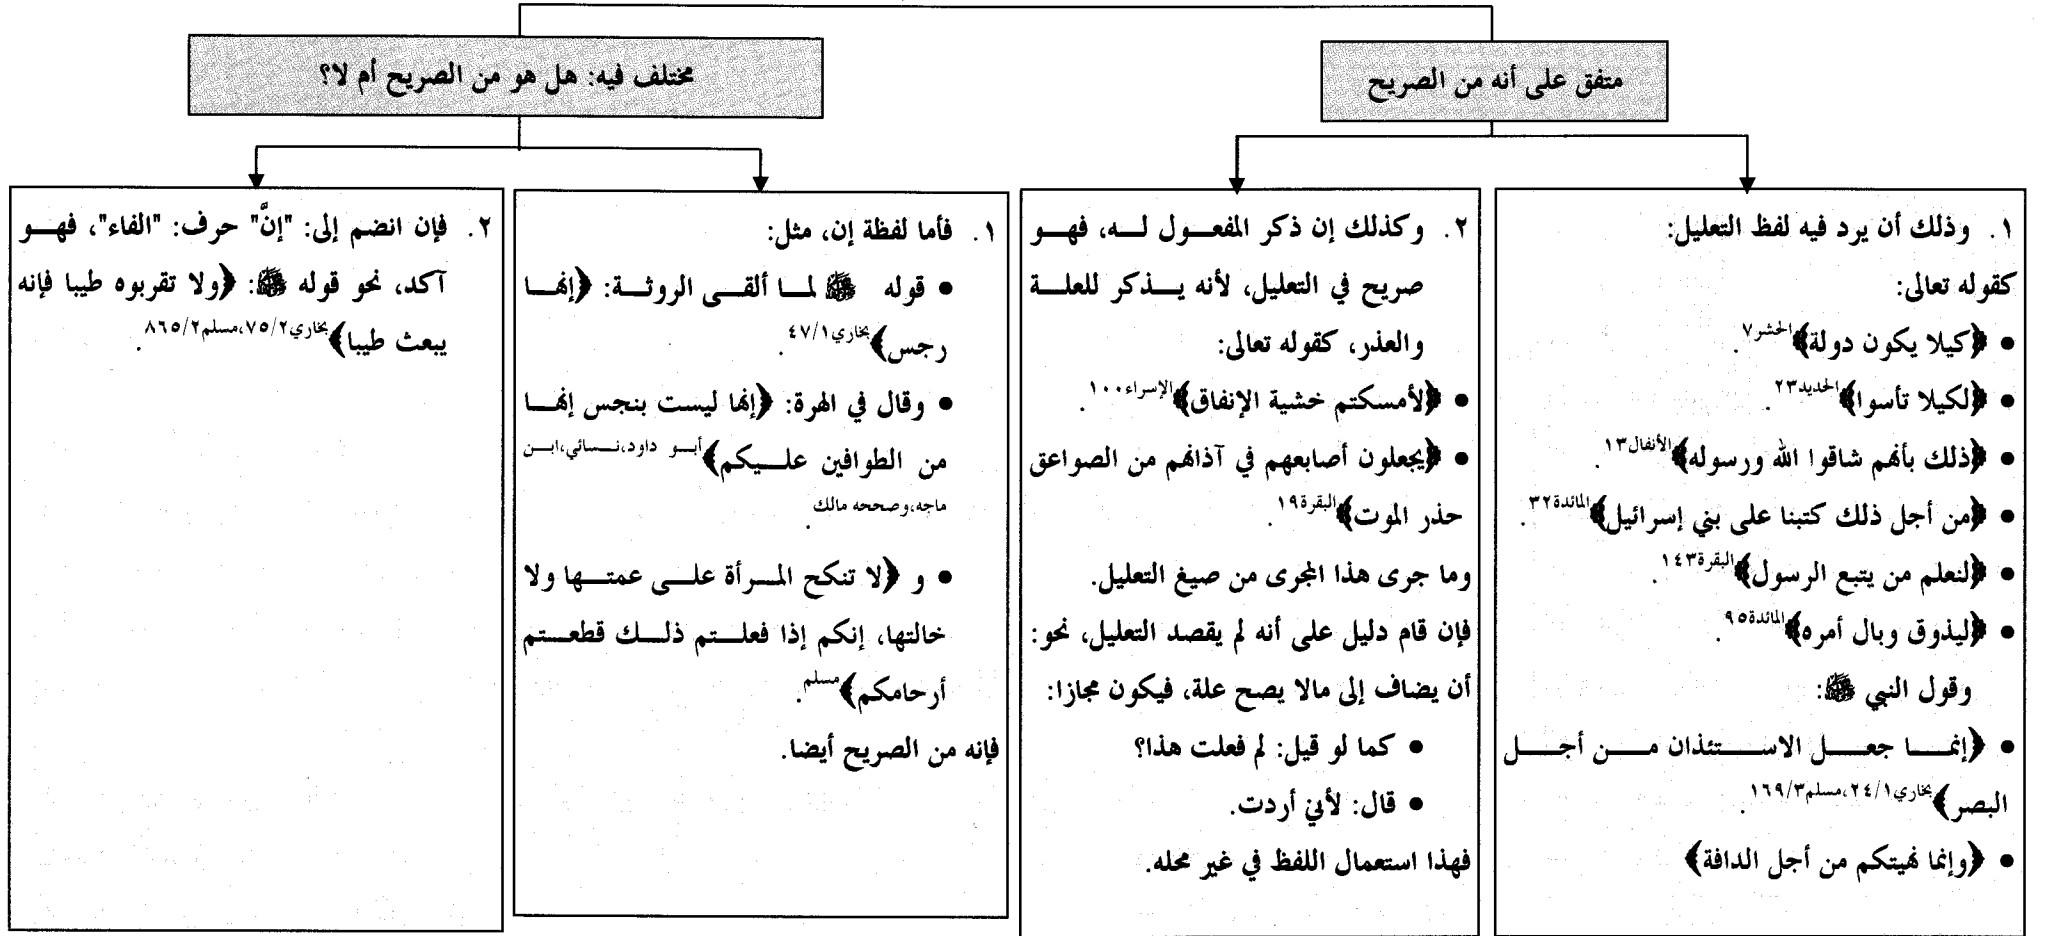 متفق على أنه من الصريح
مختلف فيه: هل هو من الصريح أم لا؟
١. وذلك أن يرد فيه لفظ التعليل:
كقوله تعالى:
• ﴿كيلا يكون دولة﴾الحشر٧.
• ﴿لكيلا تأسوا﴾الحديد٢٣.
• ﴿ذلك بأنهم شاقوا الله ورسوله﴾الأنفال١٣.
• ﴿من أجل ذلك كتبنا على بني إسرائيل﴾المائدة٣٢.
• ﴿لنعلم من يتبع الرسول﴾البقرة١٤٣.
• ﴿ليذوق وبال أمره﴾المائدة٩٥.
وقول النبي ﷺ:
• ﴿إنما جعل الاستئذان من أجل
البصر﴾بخاري٢٤/١،مسلم١٦٩/٣.
• ﴿وإنما نهيتكم من أجل الدافة﴾
٢. وكذلك إن ذكر المفعول له، فهو
صريح في التعليل، لأنه يذكر للعلة
والعذر، كقوله تعالى:
• ﴿لأمسكتم خشية الإنفاق﴾الإسراء١٠٠.
• ﴿يجعلون أصابعهم في آذانهم من الصواعق
حذر الموت﴾البقرة١٩.
وما جرى هذا المجرى من صيغ التعليل.
فإن قام دليل على أنه لم يقصد التعليل، نحو:
أن يضاف إلى مالا يصح علة، فيكون مجازا:
• كما لو قيل: لم فعلت هذا؟
• قال: لأني أردت.
فهذا استعمال اللفظ في غير محله.
١. فأما لفظة إن، مثل:
• قوله ﷺ لما ألقى الروثة: ﴿إنها
رجس﴾بخاري٤٧/١.
• وقال في الهرة: ﴿إنها ليست بنجس إنها
من الطوافين عليكم﴾أبو داود،نسائي،ابن
ماجه،وصححه مالك.
• و ﴿لا تنكح المرأة على عمتها ولا
خالتها، إنكم إذا فعلتم ذلك قطعتم
أرحامكم﴾مسلم.
فإنه من الصريح أيضا.
٢. فإن انضم إلى: "إنَّ" حرف: "الفاء"، فهو
آكد، نحو قوله ﷺ: ﴿ولا تقربوه طيبا فإنه
يبعث طيبا﴾بخاري٧٥/٢،مسلم٨٦٥/٢.